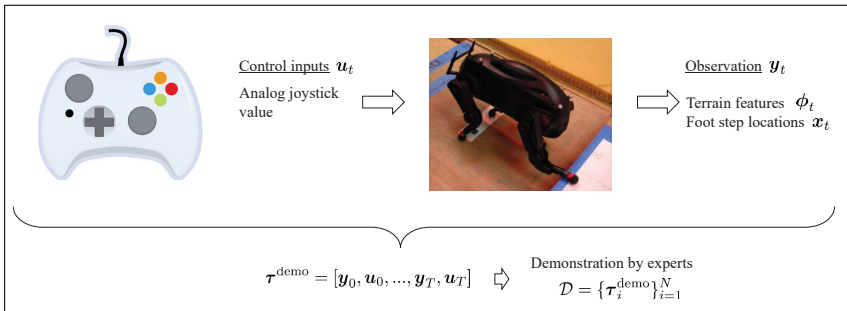 Control inputs u_t
Analog joystick
value
Observation y_t
Terrain features ϕ_t
Foot step locations x_t
τ^demo = [y_0, u_0, ..., y_T, u_T]
Demonstration by experts
𝒟 = {τ_i^demo}_{i=1}^N